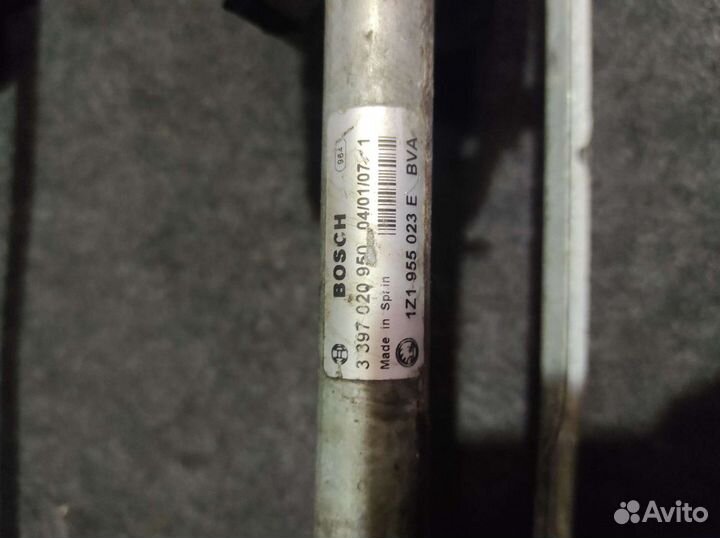 964
BOSCH
3 397 020 950 04/01/07 1
Made in Spain
1Z1 955 023 E BVA
Avito